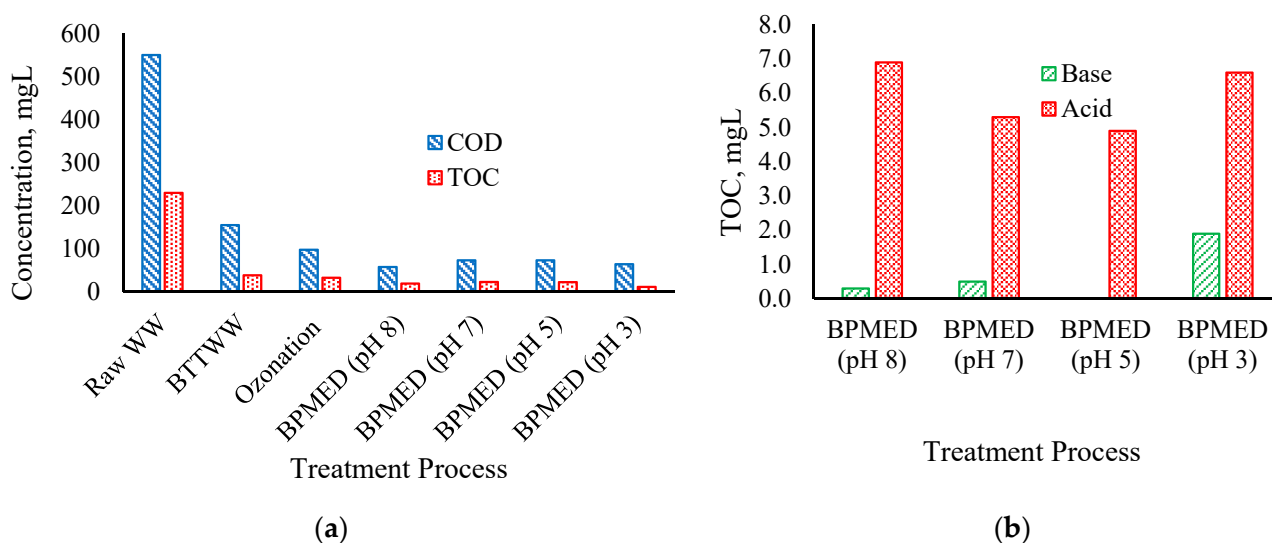 600
500
400
300
200
100
0
Concentration, mgL
COD
TOC
Raw WW
BTTWW
Ozonation
BPMED (pH 8)
BPMED (pH 7)
BPMED (pH 5)
BPMED (pH 3)
Treatment Process
(a)
8.0
7.0
6.0
5.0
4.0
3.0
2.0
1.0
0.0
TOC, mgL
Base
Acid
BPMED
(pH 8)
BPMED
(pH 7)
BPMED
(pH 5)
BPMED
(pH 3)
Treatment Process
(b)